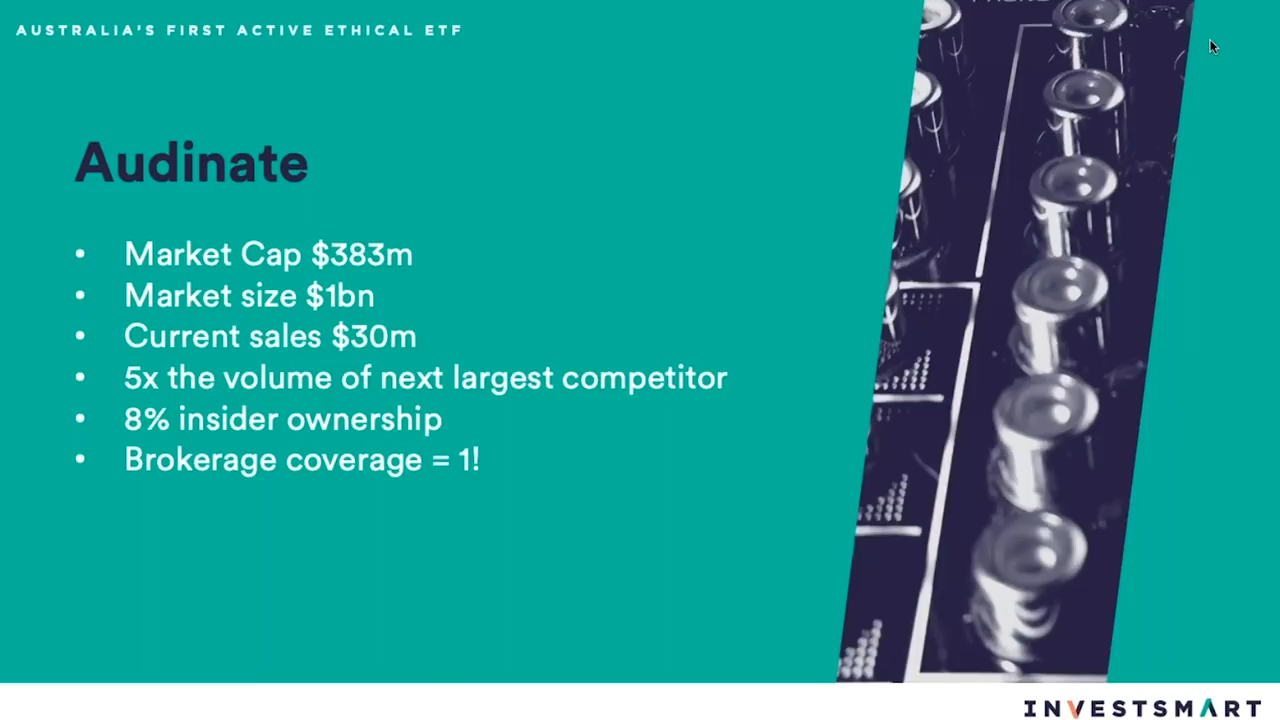 AUSTRALIA'S FIRST ACTIVE ETHICAL ETF
Audinate
• Market Cap $383m
• Market size $1bn
• Current sales $30m
• 5x the volume of next largest competitor
• 8% insider ownership
• Brokerage coverage = 1!
INVESTSMART